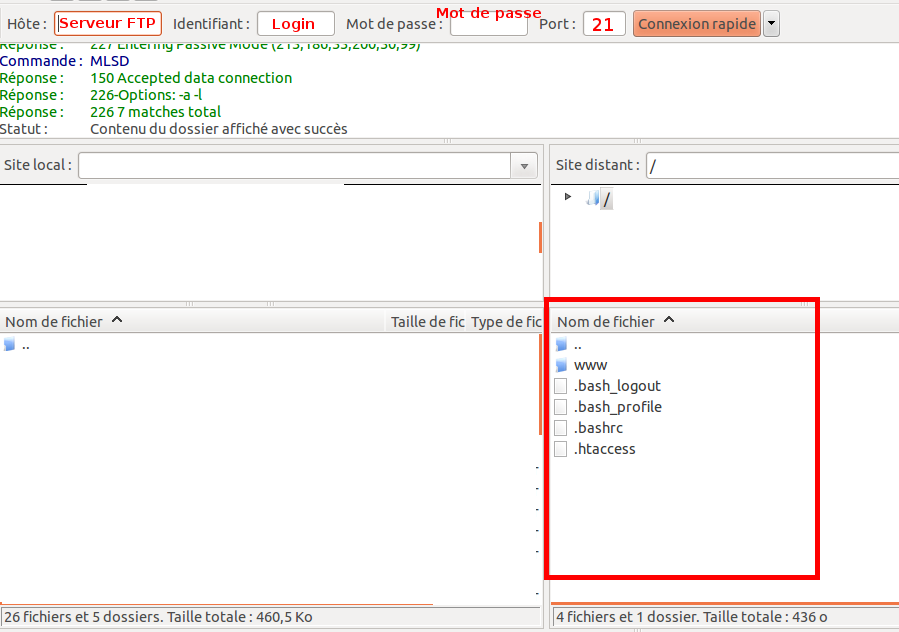 Hôte : Serveur FTP Identifiant : Login Mot de passe : Mot de passe Port : 21 Connexion rapide
Réponse : 227 Entering Passive Mode (213,186,33,200,30,99)
Commande : MLSD
Réponse : 150 Accepted data connection
Réponse : 226-Options: -a -l
Réponse : 226 7 matches total
Statut : Contenu du dossier affiché avec succès
Site local :
Site distant : /
/
Nom de fichier Taille de fic Type de fic
..
Nom de fichier
..
www
.bash_logout
.bash_profile
.bashrc
.htaccess
26 fichiers et 5 dossiers. Taille totale : 460,5 Ko
4 fichiers et 1 dossier. Taille totale : 436 o